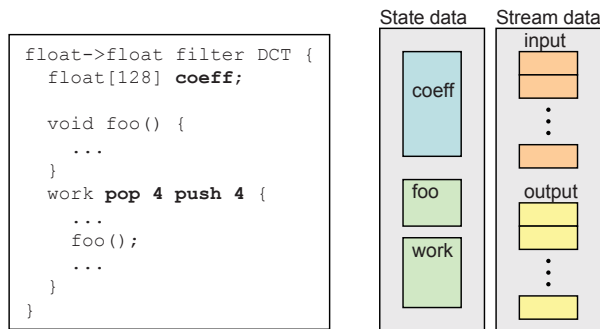 float->float filter DCT {
  float[128] coeff;

  void foo() {
    ...
  }
  work pop 4 push 4 {
    ...
    foo();
    ...
  }
}
State data
coeff
foo
work
Stream data
input
output